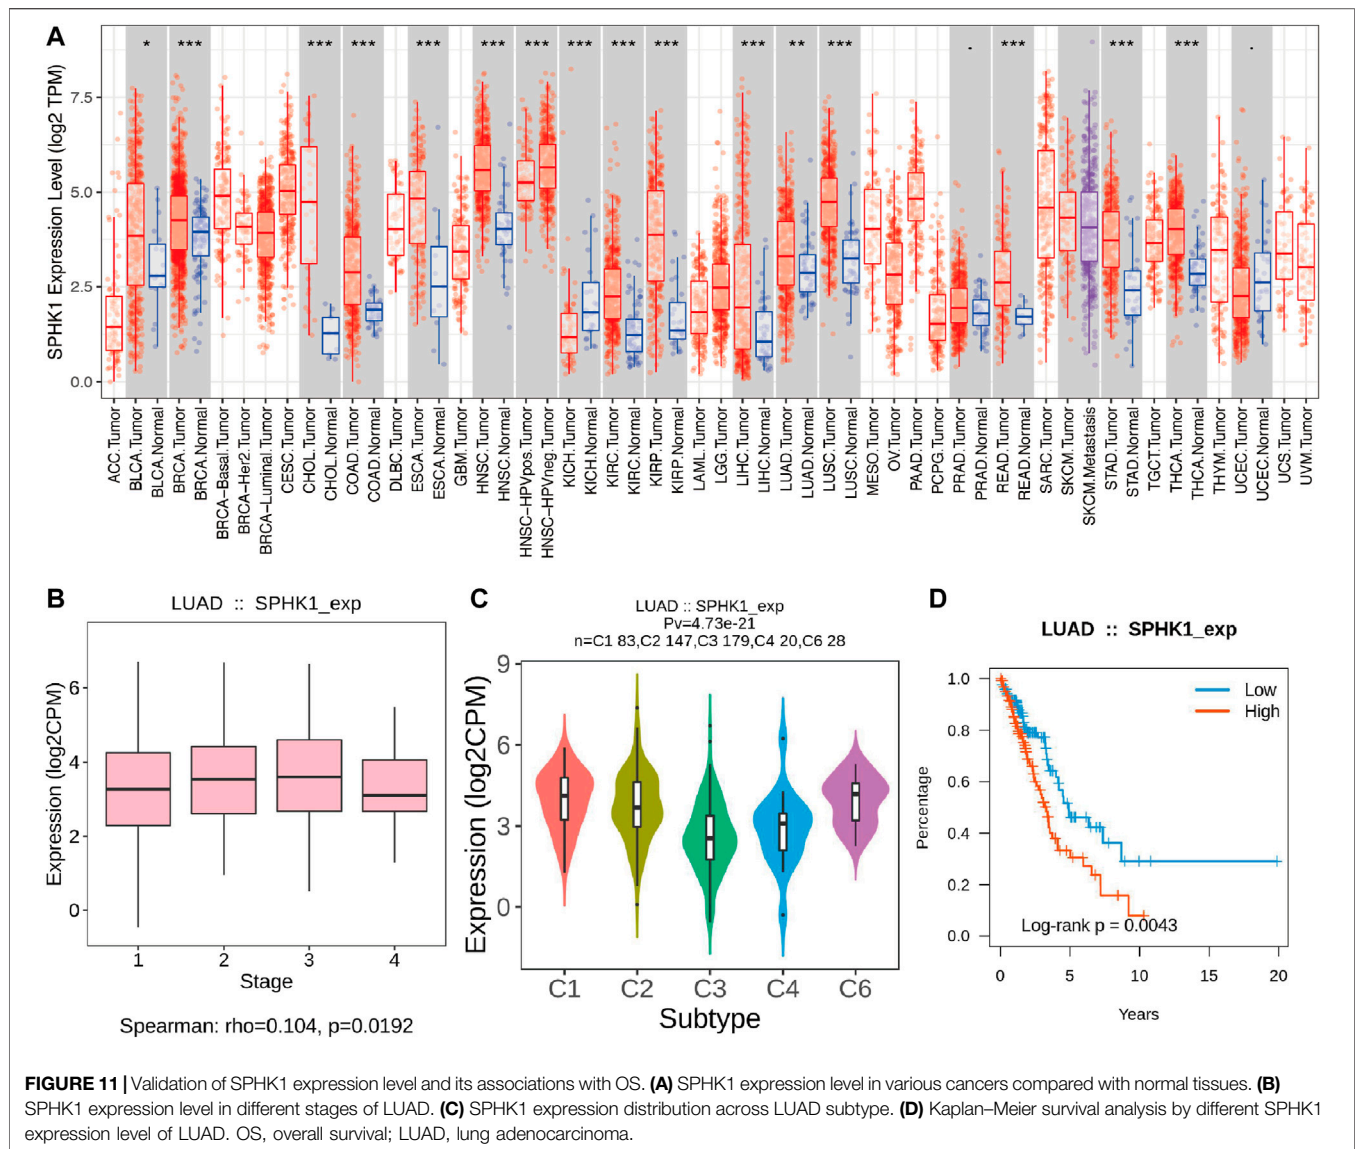 A
* *** *** *** *** *** *** *** *** *** *** ** *** . *** *** *** .
SPHK1 Expression Level (log2 TPM)
7.5
5.0
2.5
0.0
ACC.Tumor
BLCA.Tumor
BLCA.Normal
BRCA.Tumor
BRCA.Normal
BRCA-Basal.Tumor
BRCA-Her2.Tumor
BRCA-Luminal.Tumor
CESC.Tumor
CHOL.Tumor
CHOL.Normal
COAD.Tumor
COAD.Normal
DLBC.Tumor
ESCA.Tumor
ESCA.Normal
GBM.Tumor
HNSC.Tumor
HNSC.Normal
HNSC-HPVpos.Tumor
HNSC-HPVneg.Tumor
KICH.Tumor
KICH.Normal
KIRC.Tumor
KIRC.Normal
KIRP.Tumor
KIRP.Normal
LAML.Tumor
LGG.Tumor
LIHC.Tumor
LIHC.Normal
LUAD.Tumor
LUAD.Normal
LUSC.Tumor
LUSC.Normal
MESO.Tumor
OV.Tumor
PAAD.Tumor
PCPG.Tumor
PRAD.Tumor
PRAD.Normal
READ.Tumor
READ.Normal
SARC.Tumor
SKCM.Tumor
SKCM.Metastasis
STAD.Tumor
STAD.Normal
TGCT.Tumor
THCA.Tumor
THCA.Normal
THYM.Tumor
UCEC.Tumor
UCEC.Normal
UCS.Tumor
UVM.Tumor
B
LUAD :: SPHK1_exp
Expression (log2CPM)
6
4
2
0
1 2 3 4
Stage
Spearman: rho=0.104, p=0.0192
C
LUAD :: SPHK1_exp
Pv=4.73e-21
n=C1 83,C2 147,C3 179,C4 20,C6 28
Expression (log2CPM)
9
6
3
0
C1 C2 C3 C4 C6
Subtype
D
LUAD :: SPHK1_exp
Percentage
1.0
0.8
0.6
0.4
0.2
0.0
Low
High
Log-rank p = 0.0043
0 5 10 15 20
Years
FIGURE 11 | Validation of SPHK1 expression level and its associations with OS. (A) SPHK1 expression level in various cancers compared with normal tissues. (B)
SPHK1 expression level in different stages of LUAD. (C) SPHK1 expression distribution across LUAD subtype. (D) Kaplan–Meier survival analysis by different SPHK1
expression level of LUAD. OS, overall survival; LUAD, lung adenocarcinoma.